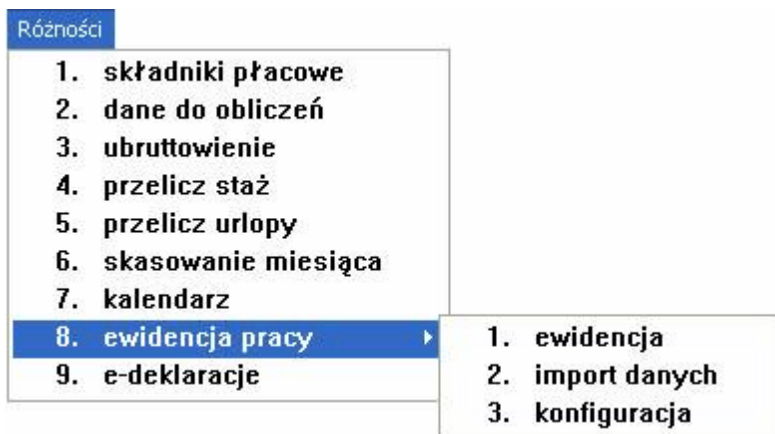 Różności
1. składniki płacowe
2. dane do obliczeń
3. ubruttowienie
4. przelicz staż
5. przelicz urlopy
6. skasowanie miesiąca
7. kalendarz
8. ewidencja pracy
9. e-deklaracje
1. ewidencja
2. import danych
3. konfiguracja